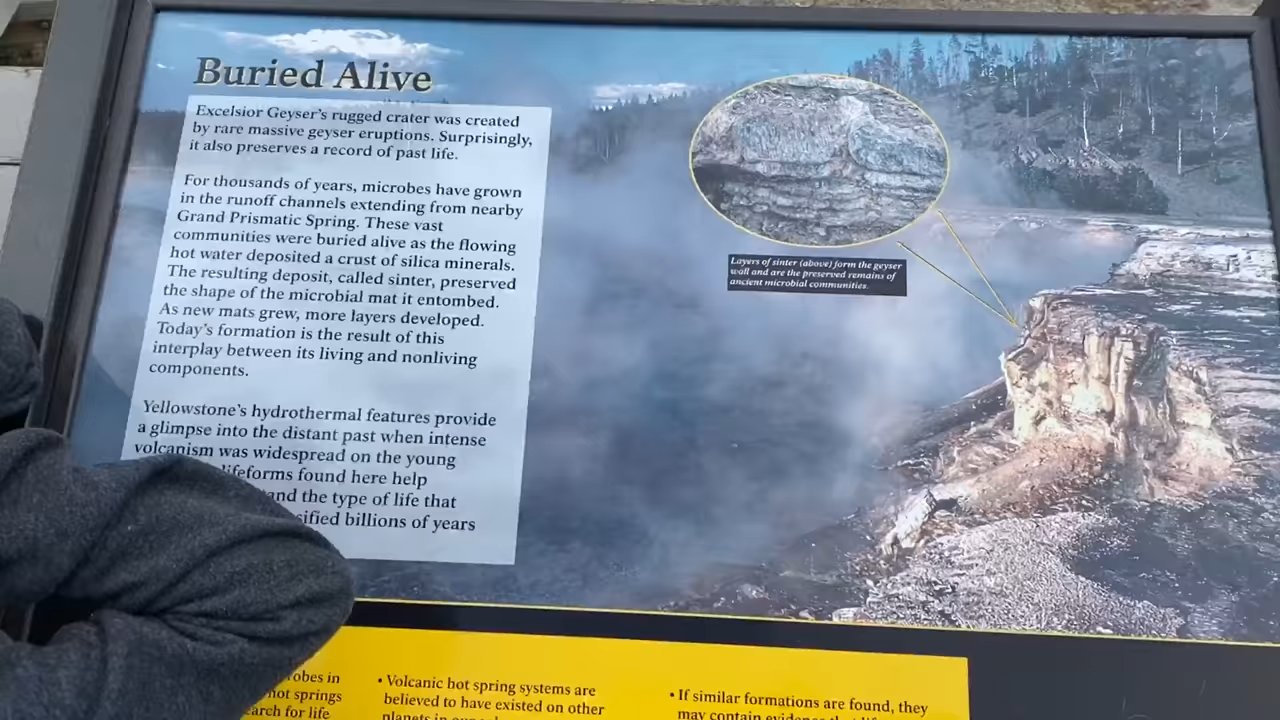 Buried Alive
Excelsior Geyser's rugged crater was created
by rare massive geyser eruptions. Surprisingly,
it also preserves a record of past life.
For thousands of years, microbes have grown
in the runoff channels extending from nearby
Grand Prismatic Spring. These vast
communities were buried alive as the flowing
hot water deposited a crust of silica minerals.
The resulting deposit, called sinter, preserved
the shape of the microbial mat it entombed.
As new mats grew, more layers developed.
Today's formation is the result of this
interplay between its living and nonliving
components.
Yellowstone's hydrothermal features provide
a glimpse into the distant past when intense
volcanism was widespread on the young
lifeforms found here help
and the type of life that
billions of years
Layers of sinter (above) form the geyser
wall and are the preserved remains of
ancient microbial communities.
in
hot springs
for life
• Volcanic hot spring systems are
believed to have existed on other
planets in
• If similar formations are found, they
may contain evidence that